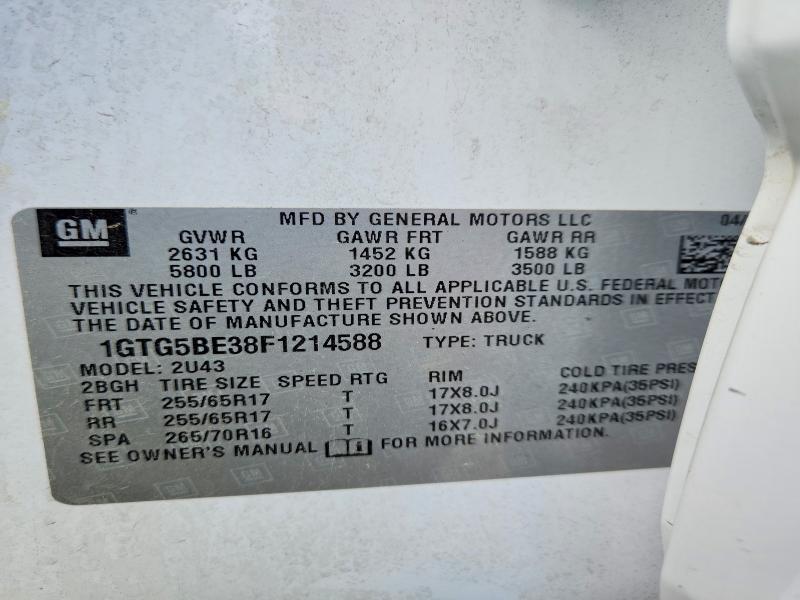 GM ® MFD BY GENERAL MOTORS LLC 04/
GVWR GAWR FRT GAWR RR
2631 KG 1452 KG 1588 KG
5800 LB 3200 LB 3500 LB
THIS VEHICLE CONFORMS TO ALL APPLICABLE U.S. FEDERAL MOT
VEHICLE SAFETY AND THEFT PREVENTION STANDARDS IN EFFECT
THE DATE OF MANUFACTURE SHOWN ABOVE.
1GTG5BE38F1214588 TYPE: TRUCK
MODEL: 2U43
2BGH TIRE SIZE SPEED RTG RIM COLD TIRE PRES
FRT 255/65R17 T 17X8.0J 240KPA(35PSI)
RR 255/65R17 T 17X8.0J 240KPA(35PSI)
SPA 265/70R16 T 16X7.0J 240KPA(35PSI)
SEE OWNER'S MANUAL FOR MORE INFORMATION.